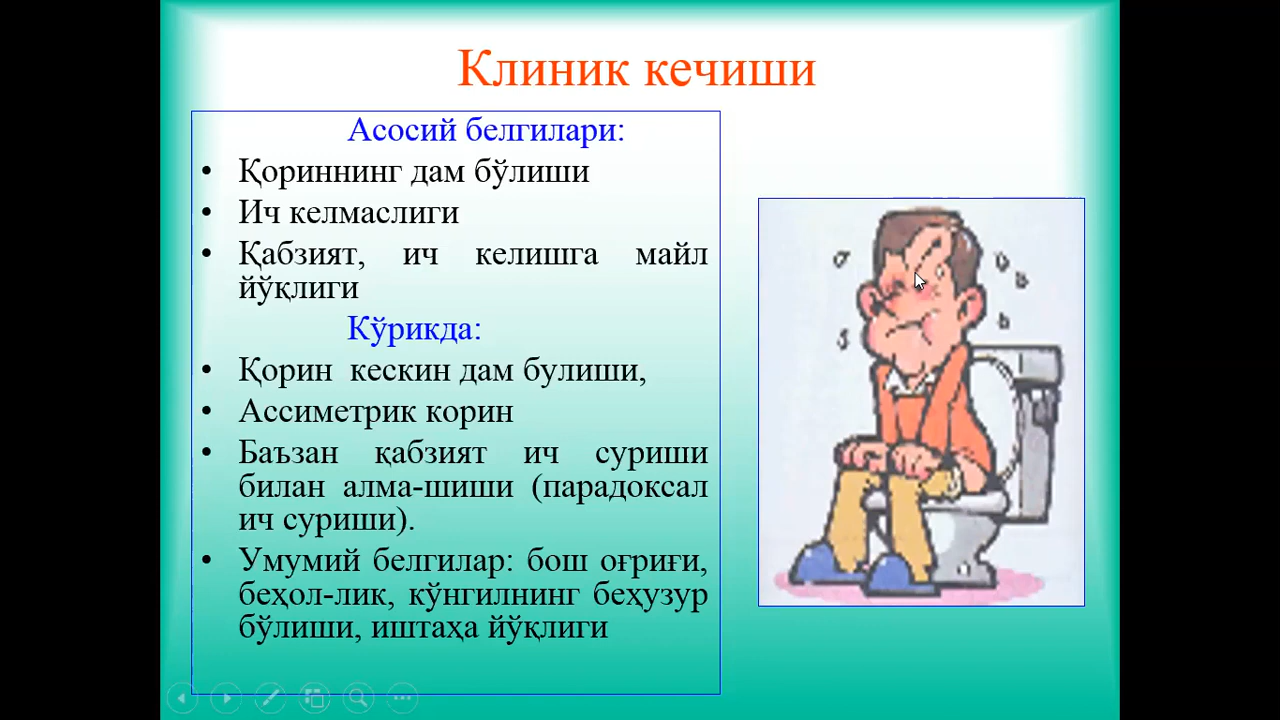 Клиник кечиши
Асосий белгилари:
• Қориннинг дам бўлиши
• Ич келмаслиги
• Қабзият, ич келишга майл
йўқлиги
Кўрикда:
• Қорин кескин дам булиши,
• Ассиметрик корин
• Баъзан қабзият ич суриши
билан алма-шиши (парадоксал
ич суриши).
• Умумий белгилар: бош оғриғи,
беҳол-лик, кўнгилнинг беҳузур
бўлиши, иштаҳа йўқлиги